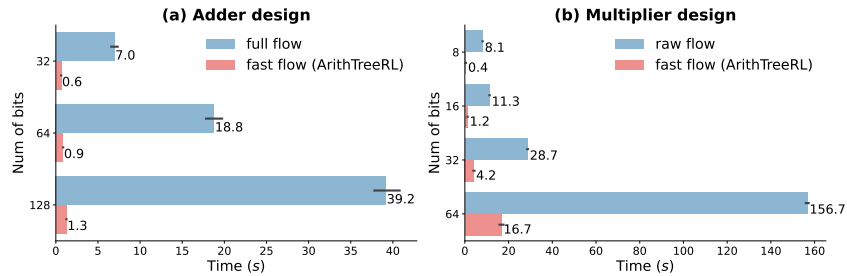 (a) Adder design
full flow
fast flow (ArithTreeRL)
Num of bits
32
64
128
7.0
0.6
18.8
0.9
39.2
1.3
0 5 10 15 20 25 30 35 40
Time (s)
(b) Multiplier design
raw flow
fast flow (ArithTreeRL)
Num of bits
8
16
32
64
8.1
0.4
11.3
1.2
28.7
4.2
156.7
16.7
0 20 40 60 80 100 120 140 160
Time (s)